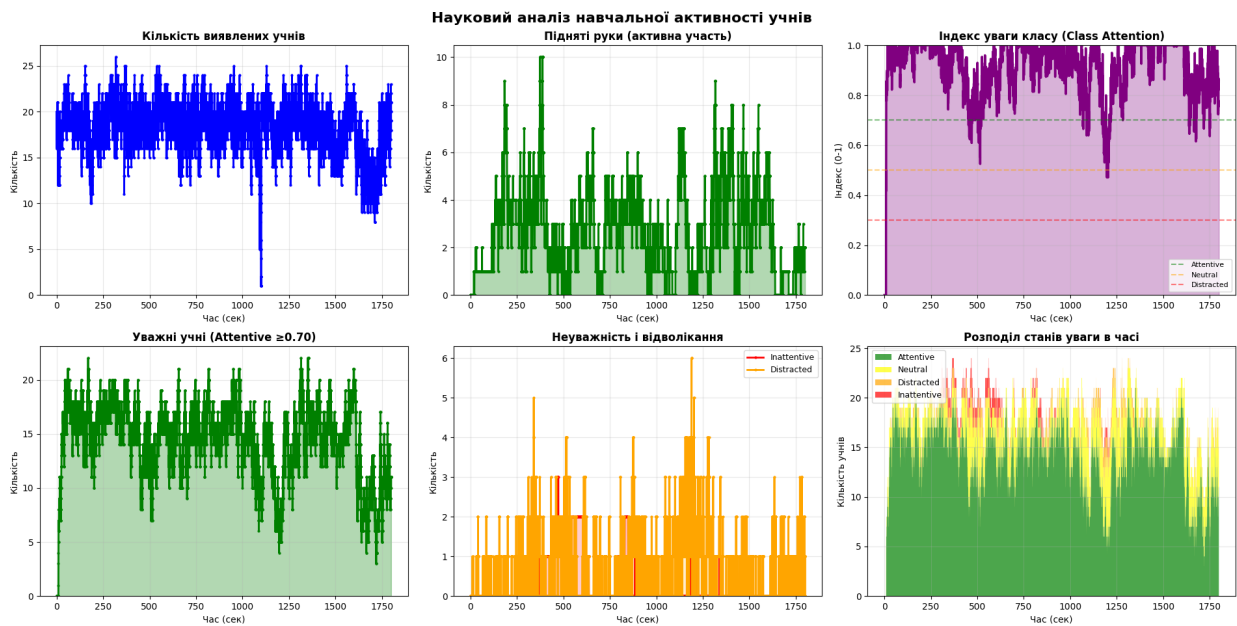 Науковий аналіз навчальної активності учнів
Кількість виявлених учнів
Кількість
25
20
15
10
5
0
0 250 500 750 1000 1250 1500 1750
Час (сек)
Підняті руки (активна участь)
Кількість
10
8
6
4
2
0
0 250 500 750 1000 1250 1500 1750
Час (сек)
Індекс уваги класу (Class Attention)
Індекс (0-1)
1.0
0.8
0.6
0.4
0.2
0.0
Attentive
Neutral
Distracted
0 250 500 750 1000 1250 1500 1750
Час (сек)
Уважні учні (Attentive ≥0.70)
Кількість
20
15
10
5
0
0 250 500 750 1000 1250 1500 1750
Час (сек)
Неуважність і відволікання
Inattentive
Distracted
Кількість
6
5
4
3
2
1
0
0 250 500 750 1000 1250 1500 1750
Час (сек)
Розподіл станів уваги в часі
Attentive
Neutral
Distracted
Inattentive
Кількість учнів
25
20
15
10
5
0
0 250 500 750 1000 1250 1500 1750
Час (сек)